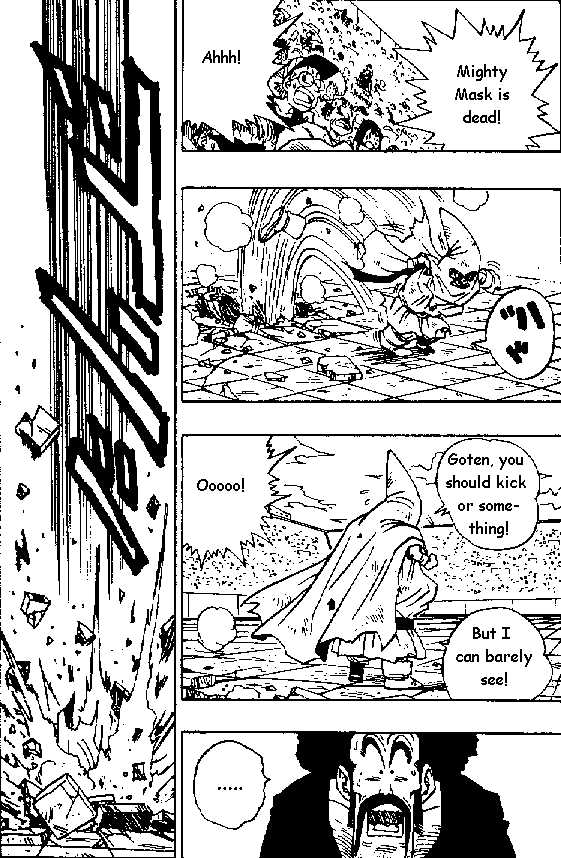 Mighty
Mask is
dead!
Ahhh!
Goten, you
should kick
or some-
thing!
But I
can barely
see!
Ooooo!
.....